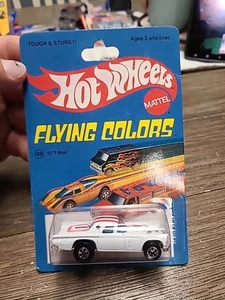 TOUGH & STURDY!
Ages 3 and over.
Hot Wheels
MATTEL
FLYING COLORS
'57 T-Bird